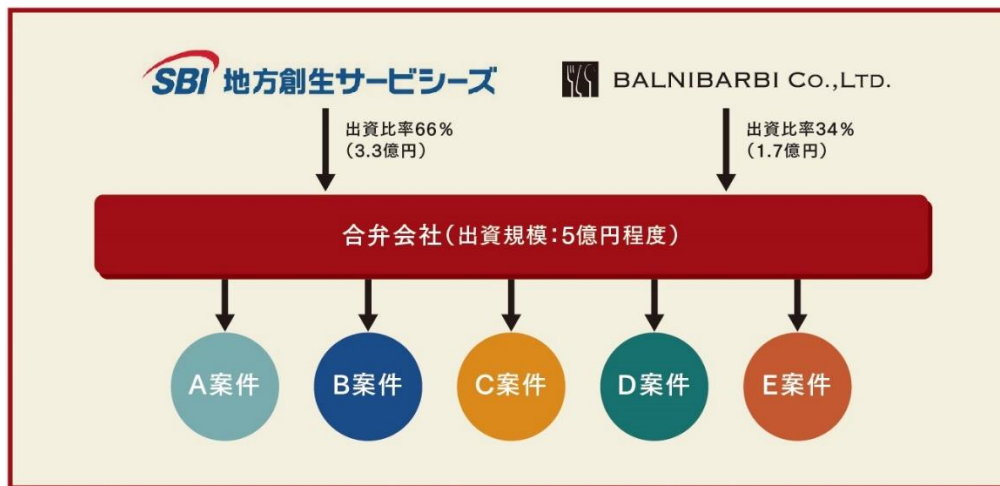 SBI 地方創生サービシーズ
BALNIBARBI CO.,LTD.
出資比率66%
(3.3億円)
出資比率34%
(1.7億円)
合弁会社(出資規模:5億円程度)
A案件
B案件
C案件
D案件
E案件